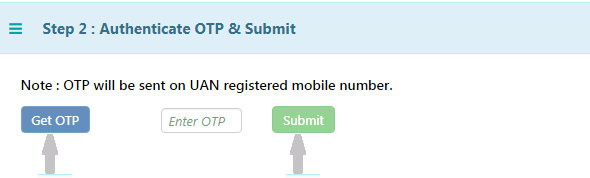 Step 2 : Authenticate OTP & Submit
Note : OTP will be sent on UAN registered mobile number.
Get OTP Enter OTP Submit